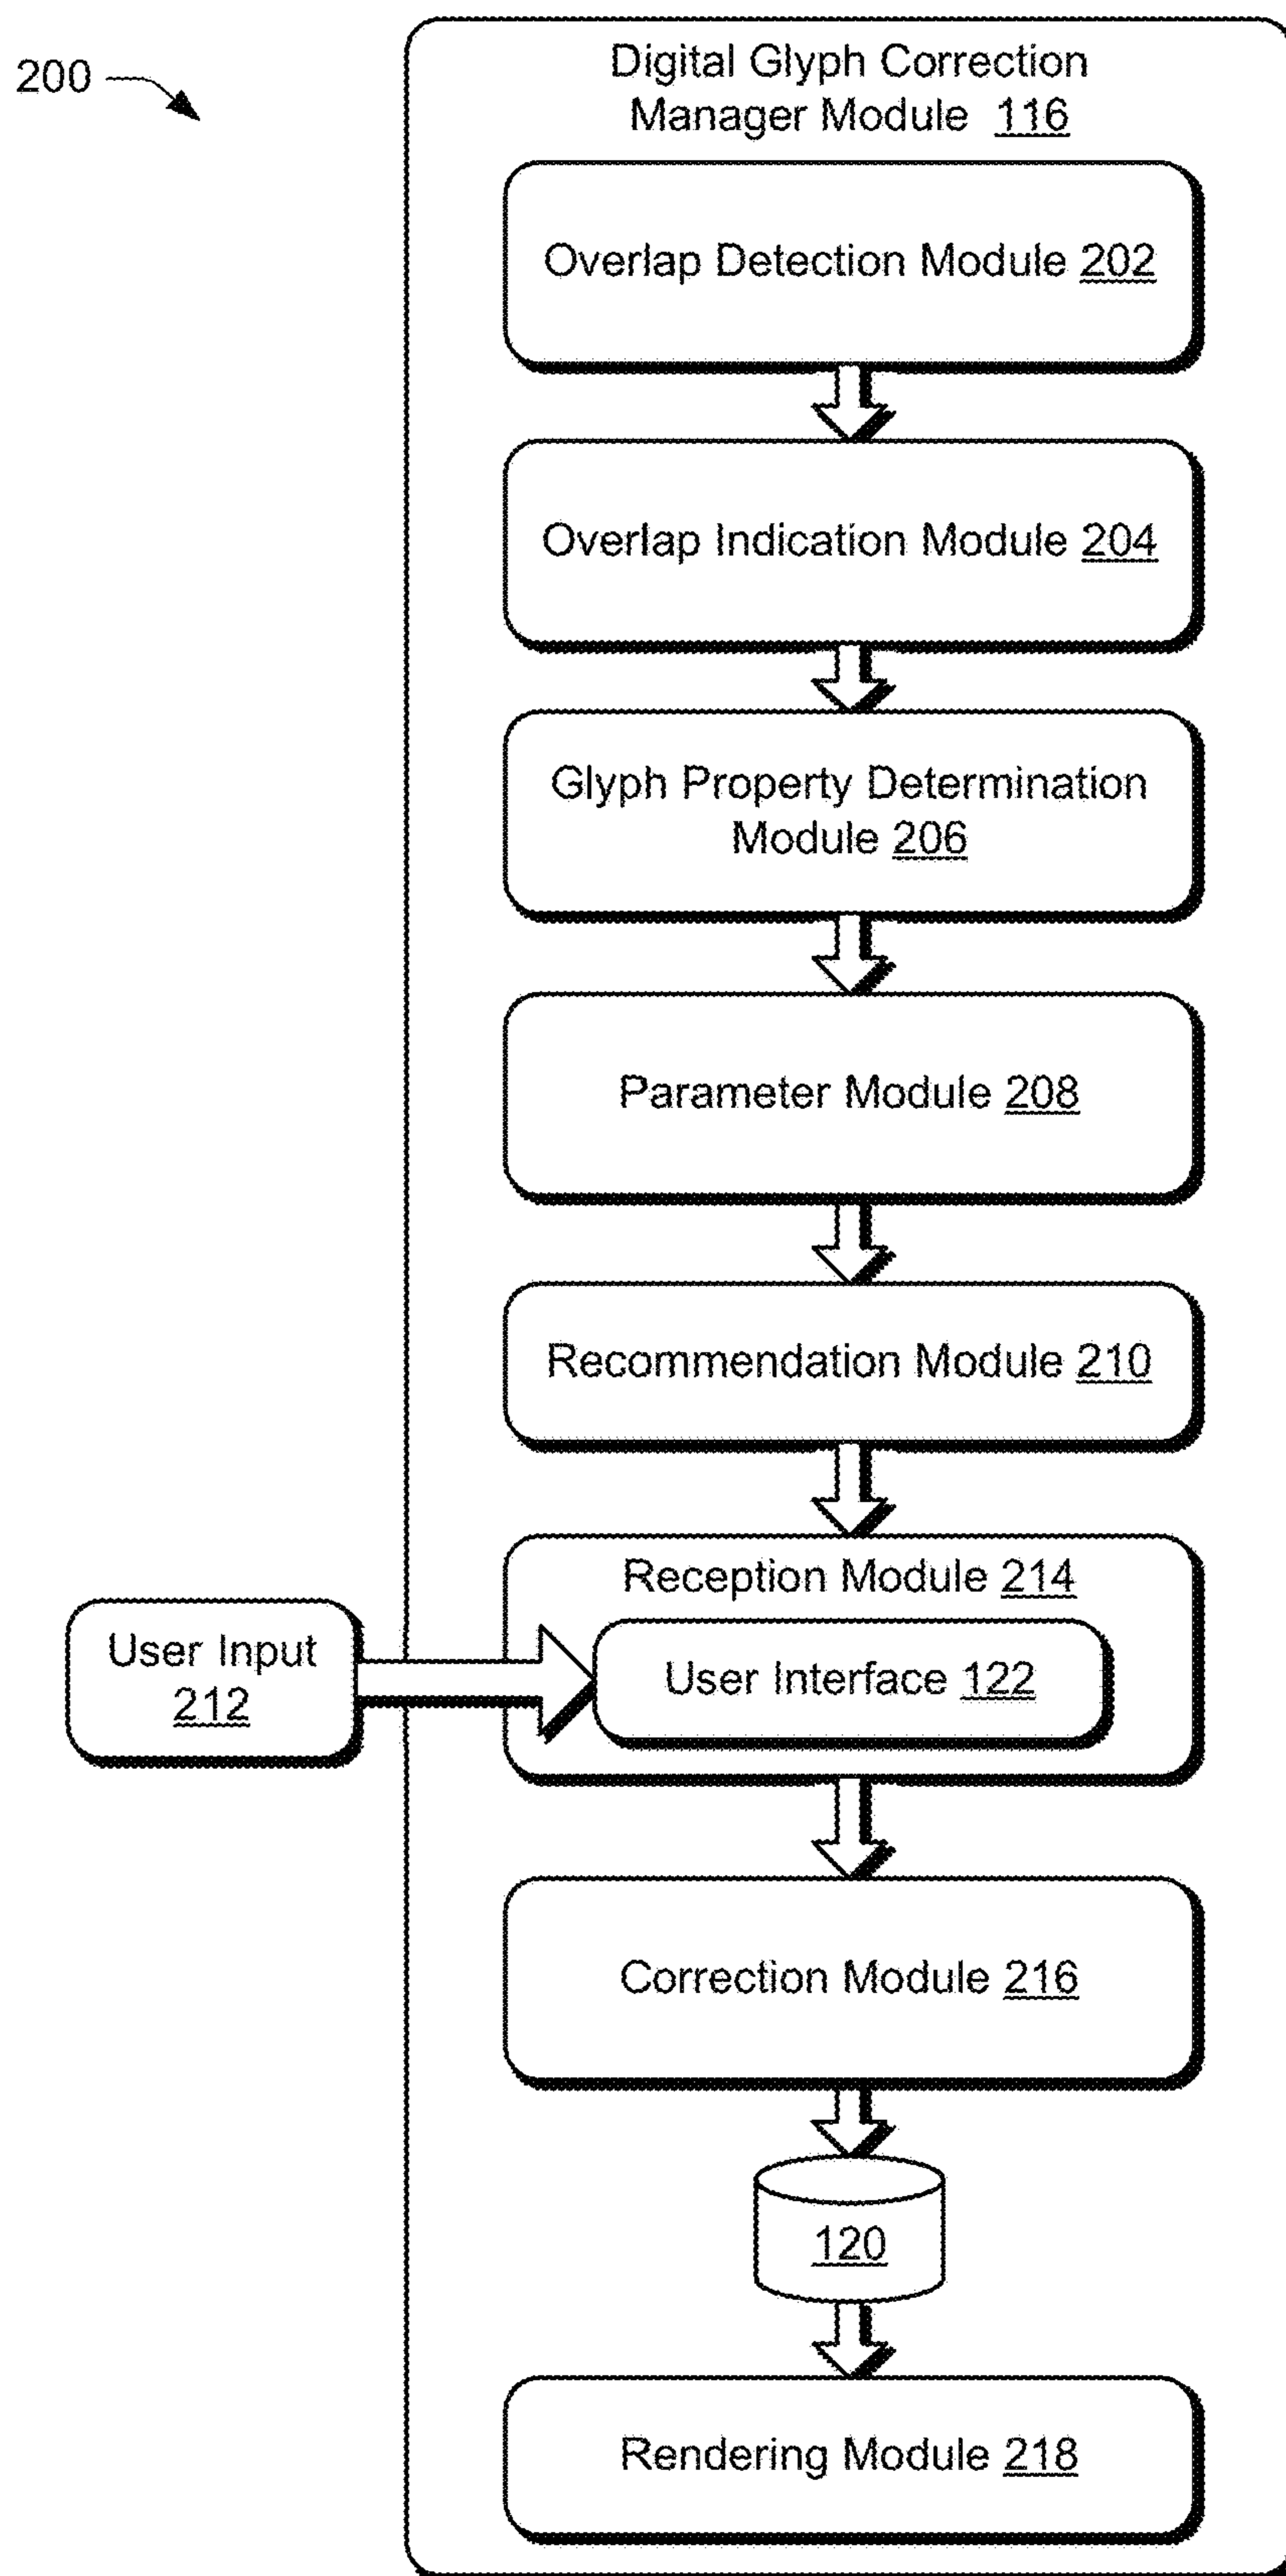 200
Digital Glyph Correction
Manager Module 116
Overlap Detection Module 202
Overlap Indication Module 204
Glyph Property Determination
Module 206
Parameter Module 208
Recommendation Module 210
Reception Module 214
User Input
212
User Interface 122
Correction Module 216
120
Rendering Module 218